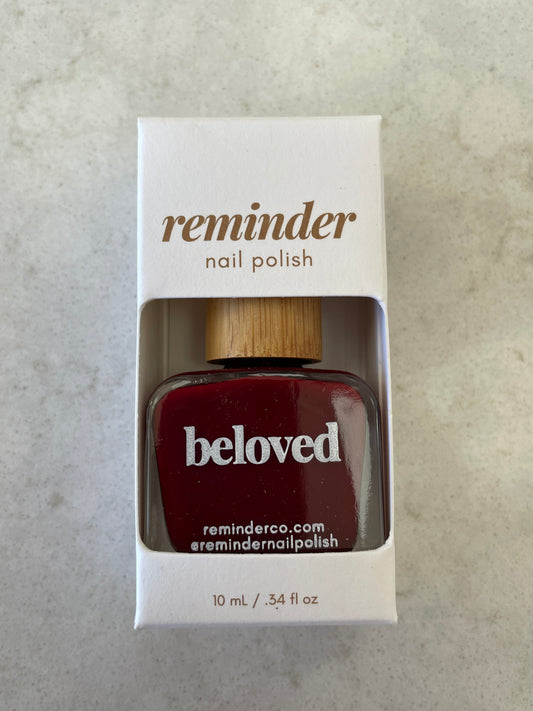 reminder
nail polish
beloved
reminderco.com
@remindernailpolish
10 mL / .34 fl oz